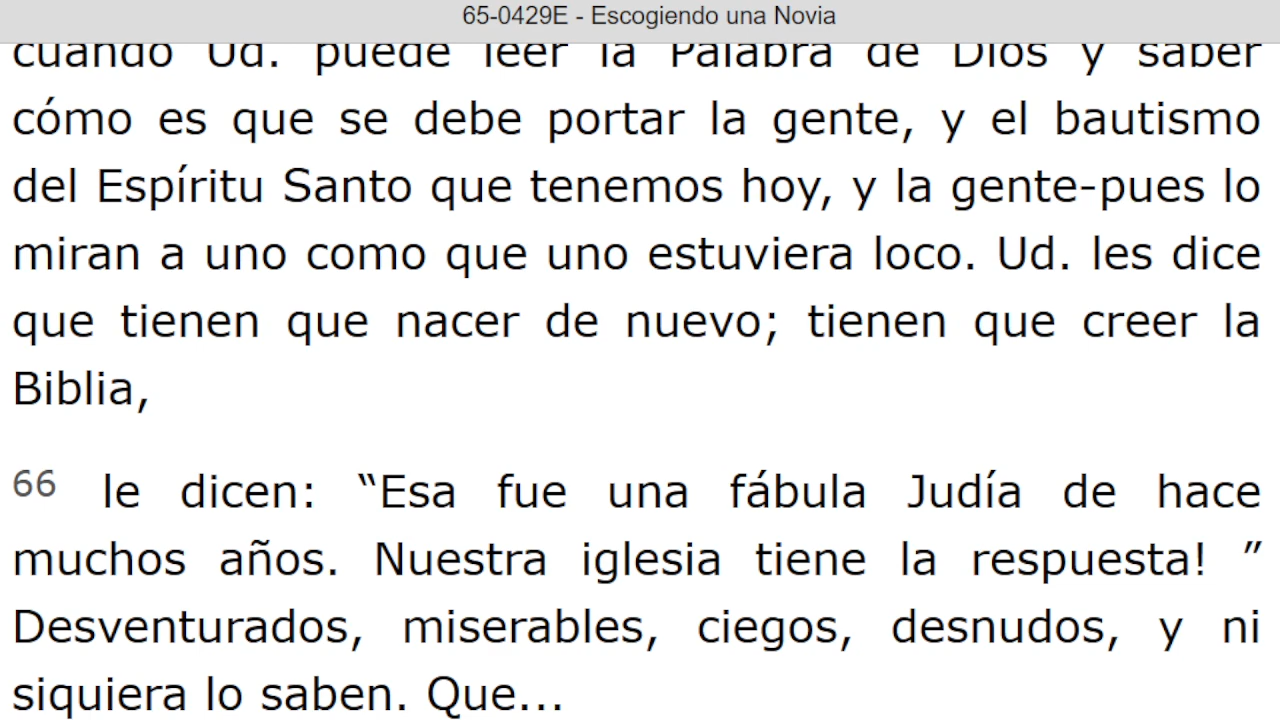 65-0429E - Escogiendo una Novia
cuando Ud. puede leer la Palabra de Dios y saber
cómo es que se debe portar la gente, y el bautismo
del Espíritu Santo que tenemos hoy, y la gente-pues lo
miran a uno como que uno estuviera loco. Ud. les dice
que tienen que nacer de nuevo; tienen que creer la
Biblia,
66 le dicen: “Esa fue una fábula Judía de hace
muchos años. Nuestra iglesia tiene la respuesta! ”
Desventurados, miserables, ciegos, desnudos, y ni
siquiera lo saben. Que...